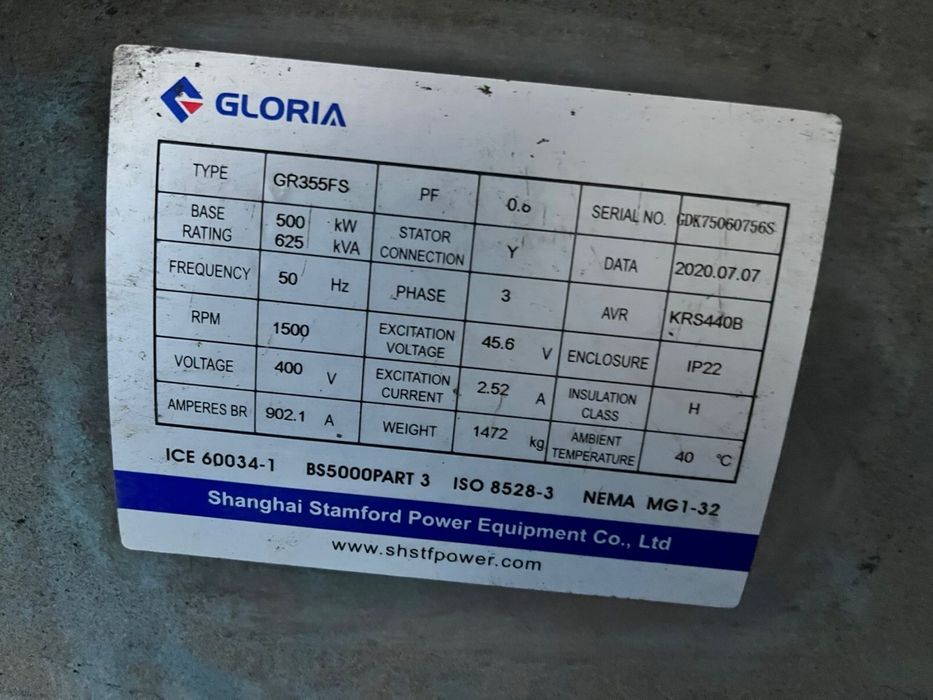 GLORIA
TYPE GR355FS PF 0.8 SERIAL NO. GDK75060756S
BASE RATING 500 kW 625 kVA STATOR CONNECTION Y DATA 2020.07.07
FREQUENCY 50 Hz PHASE 3 AVR KRS440B
RPM 1500 EXCITATION VOLTAGE 45.6 V ENCLOSURE IP22
VOLTAGE 400 V EXCITATION CURRENT 2.52 A INSULATION CLASS H
AMPERES BR 902.1 A WEIGHT 1472 kg AMBIENT TEMPERATURE 40 ℃
ICE 60034-1 BS5000PART 3 ISO 8528-3 NEMA MG1-32
Shanghai Stamford Power Equipment Co., Ltd
www.shstfpower.com